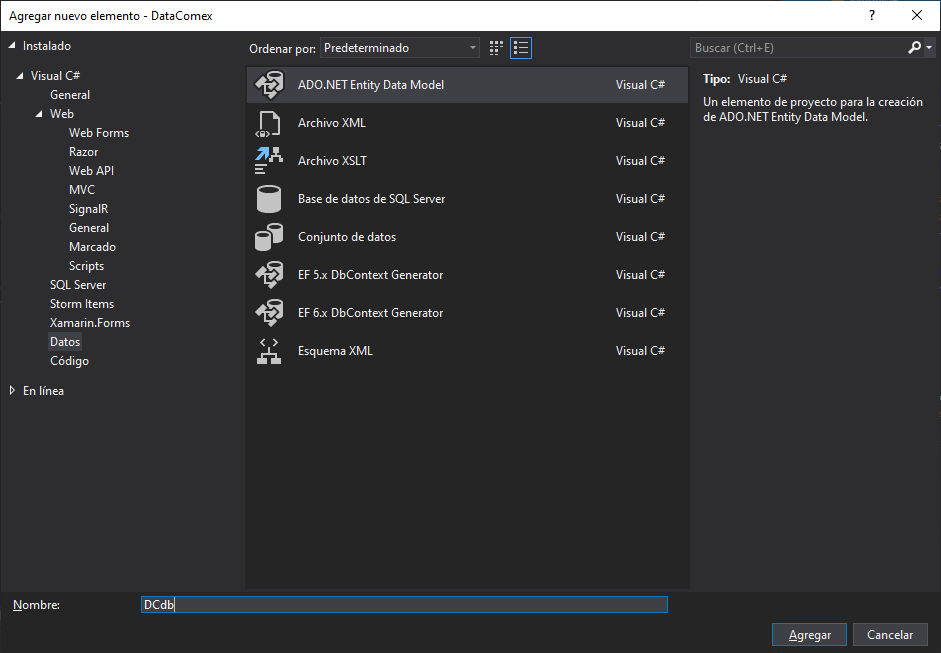 Agregar nuevo elemento - DataComex
?
Instalado
Visual C#
General
Web
Web Forms
Razor
Web API
MVC
SignalR
General
Marcado
Scripts
SQL Server
Storm Items
Xamarin.Forms
Datos
Código
En línea
Ordenar por: Predeterminado
ADO.NET Entity Data Model Visual C#
Archivo XML Visual C#
Archivo XSLT Visual C#
Base de datos de SQL Server Visual C#
Conjunto de datos Visual C#
EF 5.x DbContext Generator Visual C#
EF 6.x DbContext Generator Visual C#
Esquema XML Visual C#
Buscar (Ctrl+E)
Tipo: Visual C#
Un elemento de proyecto para la creación
de ADO.NET Entity Data Model.
Nombre: DCdb
Agregar Cancelar